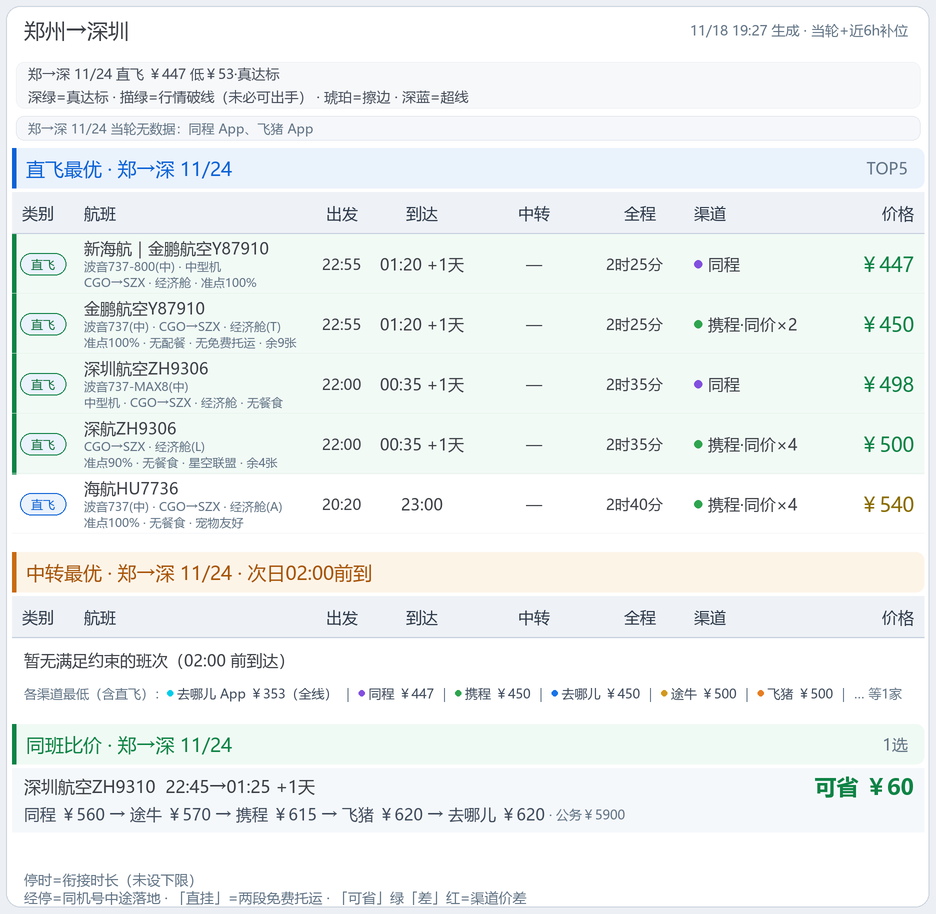 郑州→深圳
11/18 19:27 生成 · 当轮+近6h补位
郑→深 11/24 直飞 ￥447 低￥53·真达标
深绿=真达标 · 描绿=行情破线（未必可出手） · 琥珀=擦边 · 深蓝=超线
郑→深 11/24 当轮无数据：同程 App、飞猪 App
直飞最优 · 郑→深 11/24 TOP5
类别 航班 出发 到达 中转 全程 渠道 价格
新海航｜金鹏航空Y87910
直飞 波音737-800(中) · 中型机 22:55 01:20 +1天 — 2时25分 同程 ￥447
CGO→SZX · 经济舱 · 准点100%
金鹏航空Y87910
直飞 波音737(中) · CGO→SZX · 经济舱(T) 22:55 01:20 +1天 — 2时25分 携程·同价×2 ￥450
准点100% · 无配餐 · 无免费托运 · 余9张
深圳航空ZH9306
直飞 波音737-MAX8(中) 22:00 00:35 +1天 — 2时35分 同程 ￥498
中型机 · CGO→SZX · 经济舱 · 无餐食
深航ZH9306
直飞 CGO→SZX · 经济舱(L) 22:00 00:35 +1天 — 2时35分 携程·同价×4 ￥500
准点90% · 无餐食 · 星空联盟 · 余4张
海航HU7736
直飞 波音737(中) · CGO→SZX · 经济舱(A) 20:20 23:00 — 2时40分 携程·同价×4 ￥540
准点100% · 无餐食 · 宠物友好
中转最优 · 郑→深 11/24 · 次日02:00前到
类别 航班 出发 到达 中转 全程 渠道 价格
暂无满足约束的班次（02:00 前到达）
各渠道最低（含直飞）: 去哪儿 App ￥353（全线） | 同程 ￥447 | 携程 ￥450 | 去哪儿 ￥450 | 途牛 ￥500 | 飞猪 ￥500 | … 等1家
同班比价 · 郑→深 11/24 1选
深圳航空ZH9310 22:45→01:25 +1天 可省 ￥60
同程 ￥560 → 途牛 ￥570 → 携程 ￥615 → 飞猪 ￥620 → 去哪儿 ￥620 · 公务￥5900
停时=衔接时长（未设下限）
经停=同机号中途落地 · 「直挂」=两段免费托运 · 「可省」绿「差」红=渠道价差